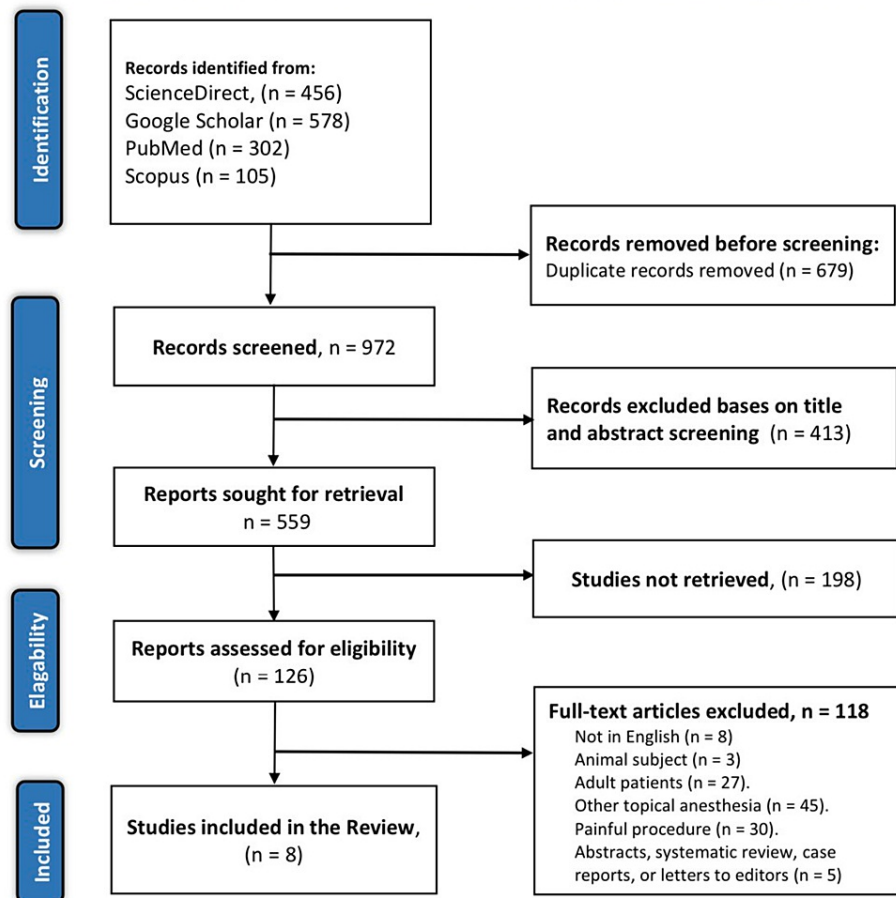 Identification
Records identified from:
ScienceDirect, (n = 456)
Google Scholar (n = 578)
PubMed (n = 302)
Scopus (n = 105)
Records removed before screening:
Duplicate records removed (n = 679)
Screening
Records screened, n = 972
Records excluded bases on title
and abstract screening (n = 413)
Reports sought for retrieval
n = 559
Studies not retrieved, (n = 198)
Elagability
Reports assessed for eligibility
(n = 126)
Full-text articles excluded, n = 118
Not in English (n = 8)
Animal subject (n = 3)
Adult patients (n = 27).
Other topical anesthesia (n = 45).
Painful procedure (n = 30).
Abstracts, systematic review, case
reports, or letters to editors (n = 5)
Included
Studies included in the Review,
(n = 8)